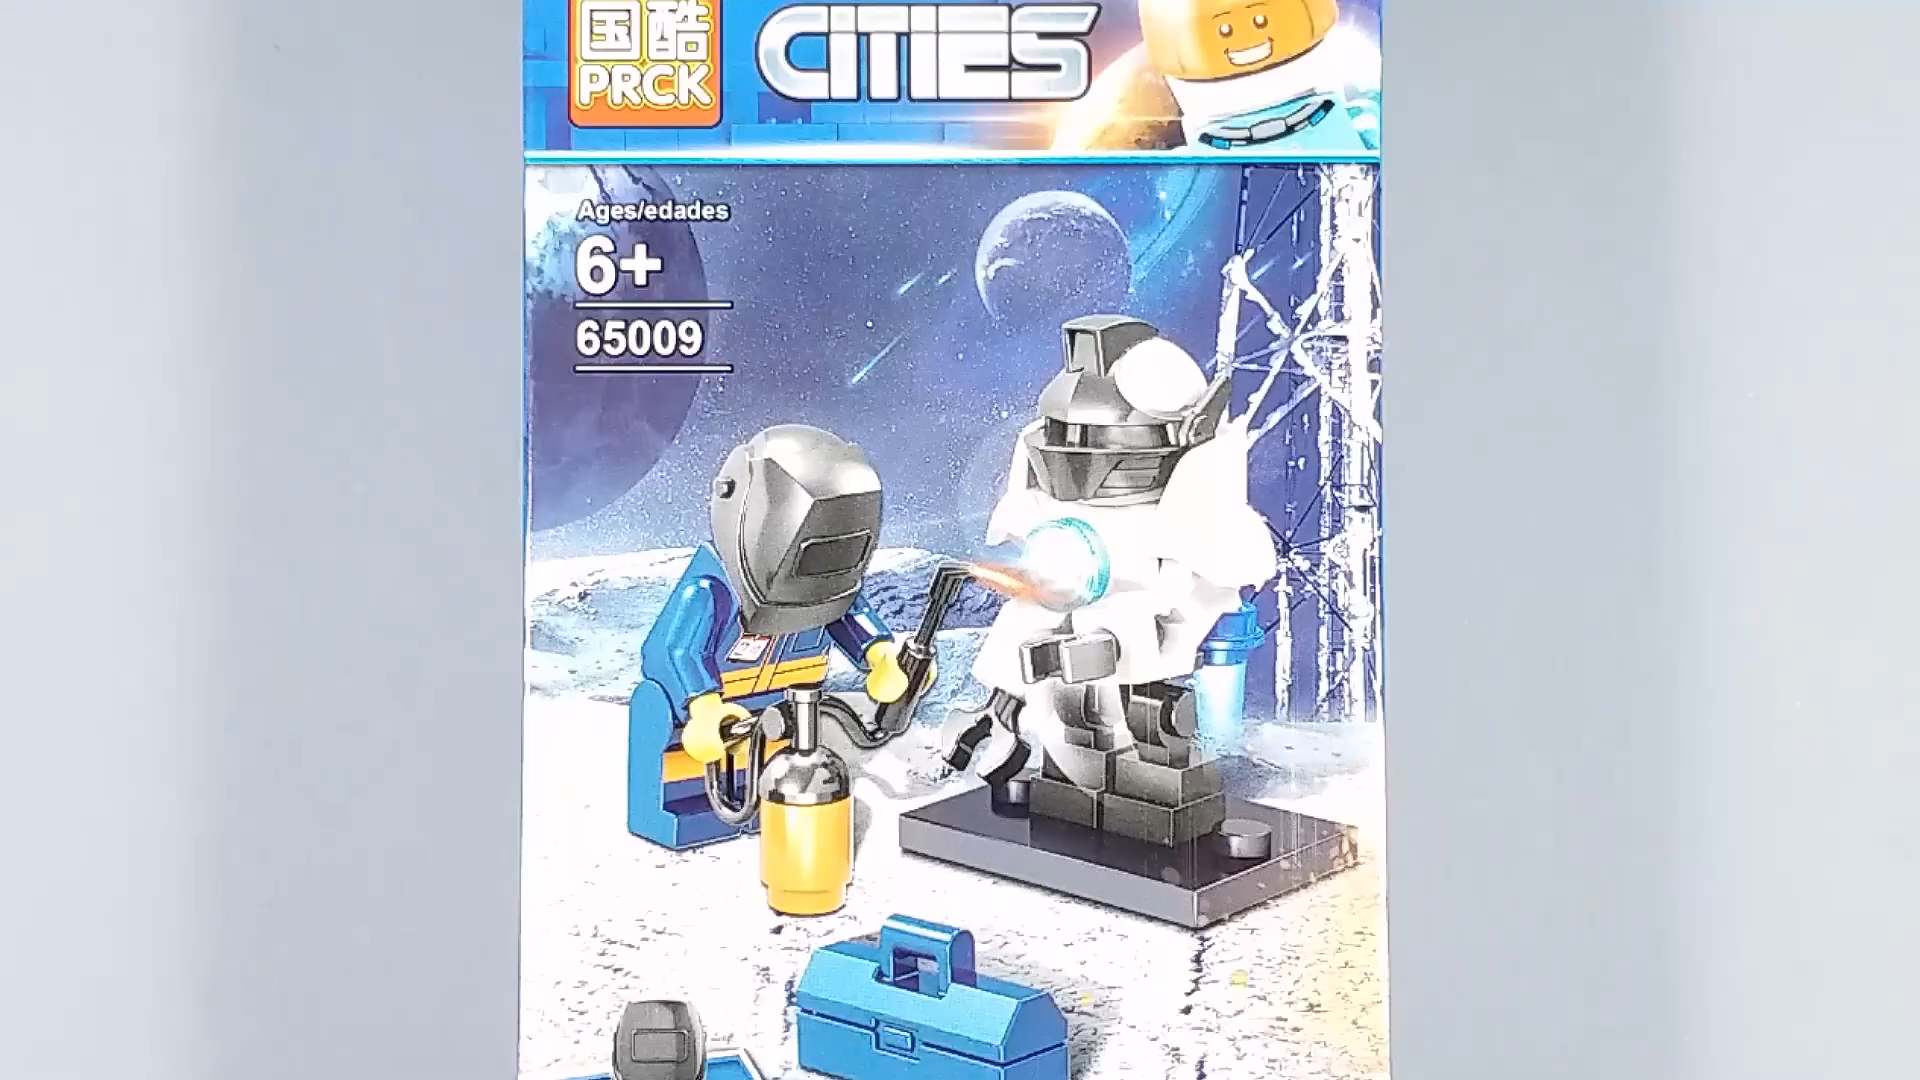 国酷
PRCK
CITIES
Ages/edades
6+
65009